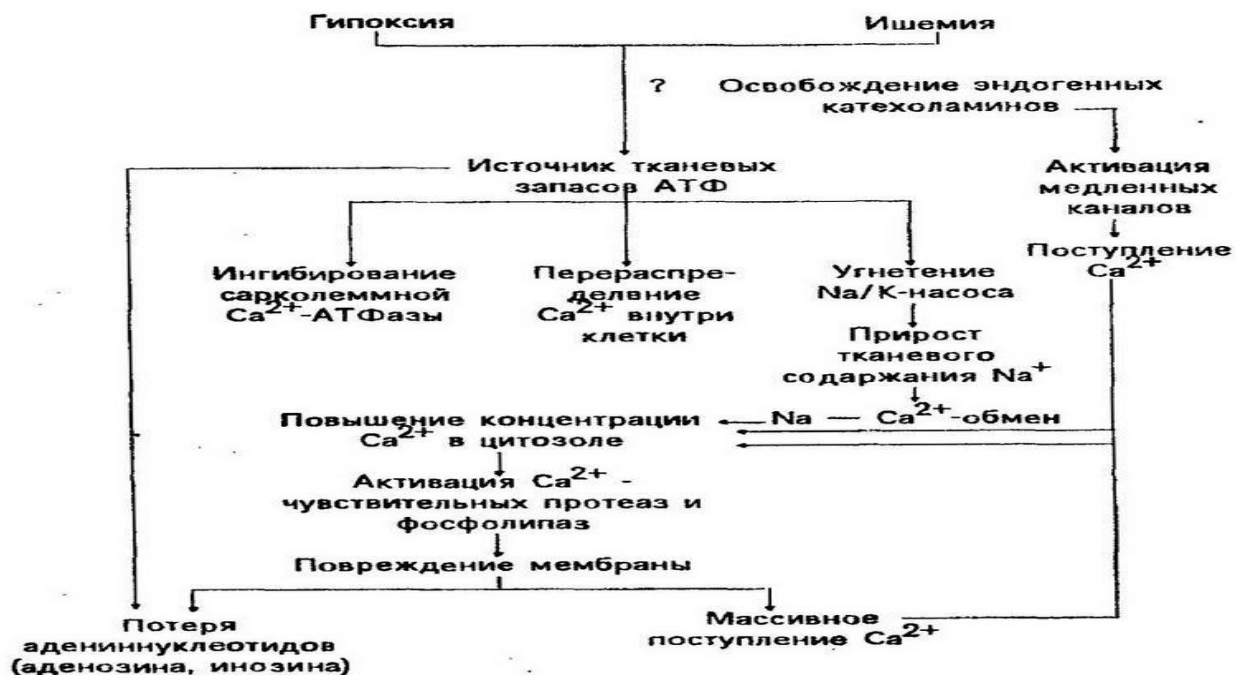 Гипоксия
Ишемия
? Освобождение эндогенных
катехоламинов
Источник тканевых
запасов АТФ
Активация
медленных
каналов
Поступление
Ca2+
Ингибирование
сарколеммной
Ca2+-АТФазы
Перераспре-
делвние
Ca2+ внутри
клетки
Угнетение
Na/K-насоса
Прирост
тканевого
содаржания Na+
Na — Ca2+-обмен
Повышение концентрации
Ca2+ в цитозоле
Активация Ca2+ -
чувствительных протеаз и
фосфолипаз
Повреждение мембраны
Потеря
адениннуклеотидов
(аденозина, инозина)
Массивное
поступление Ca2+